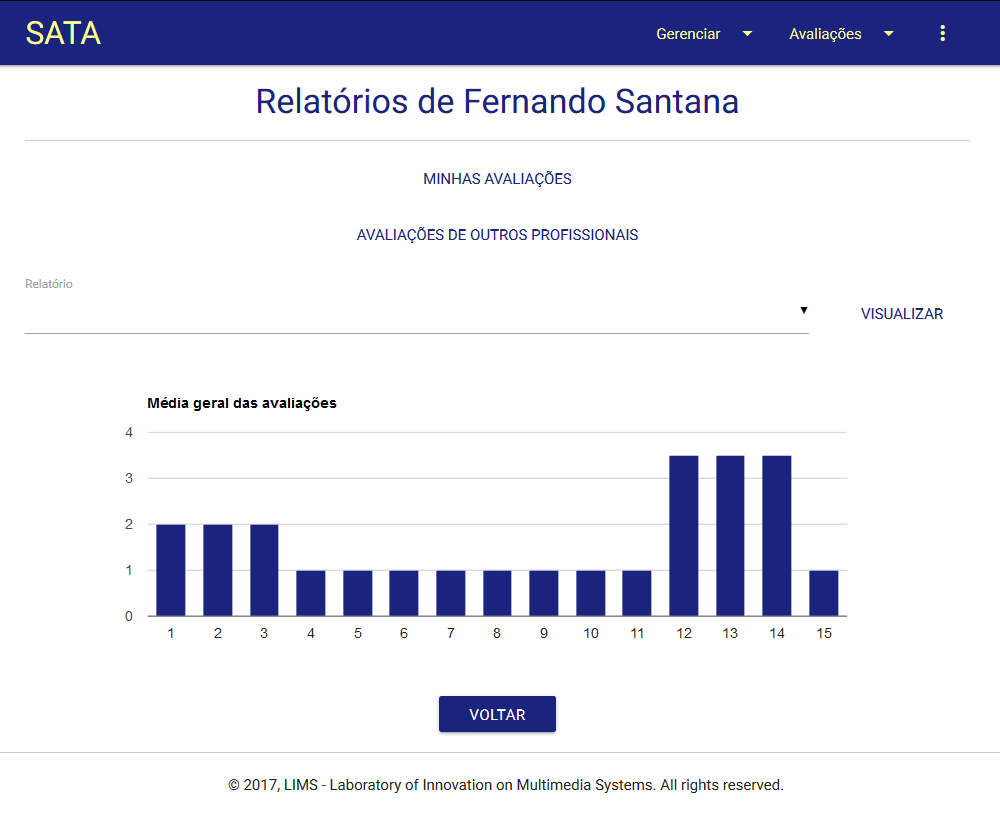 SATA
Gerenciar Avaliações
Relatórios de Fernando Santana
MINHAS AVALIAÇÕES
AVALIAÇÕES DE OUTROS PROFISSIONAIS
Relatório
VISUALIZAR
Média geral das avaliações
4
3
2
1
0
1 2 3 4 5 6 7 8 9 10 11 12 13 14 15
VOLTAR
© 2017, LIMS - Laboratory of Innovation on Multimedia Systems. All rights reserved.